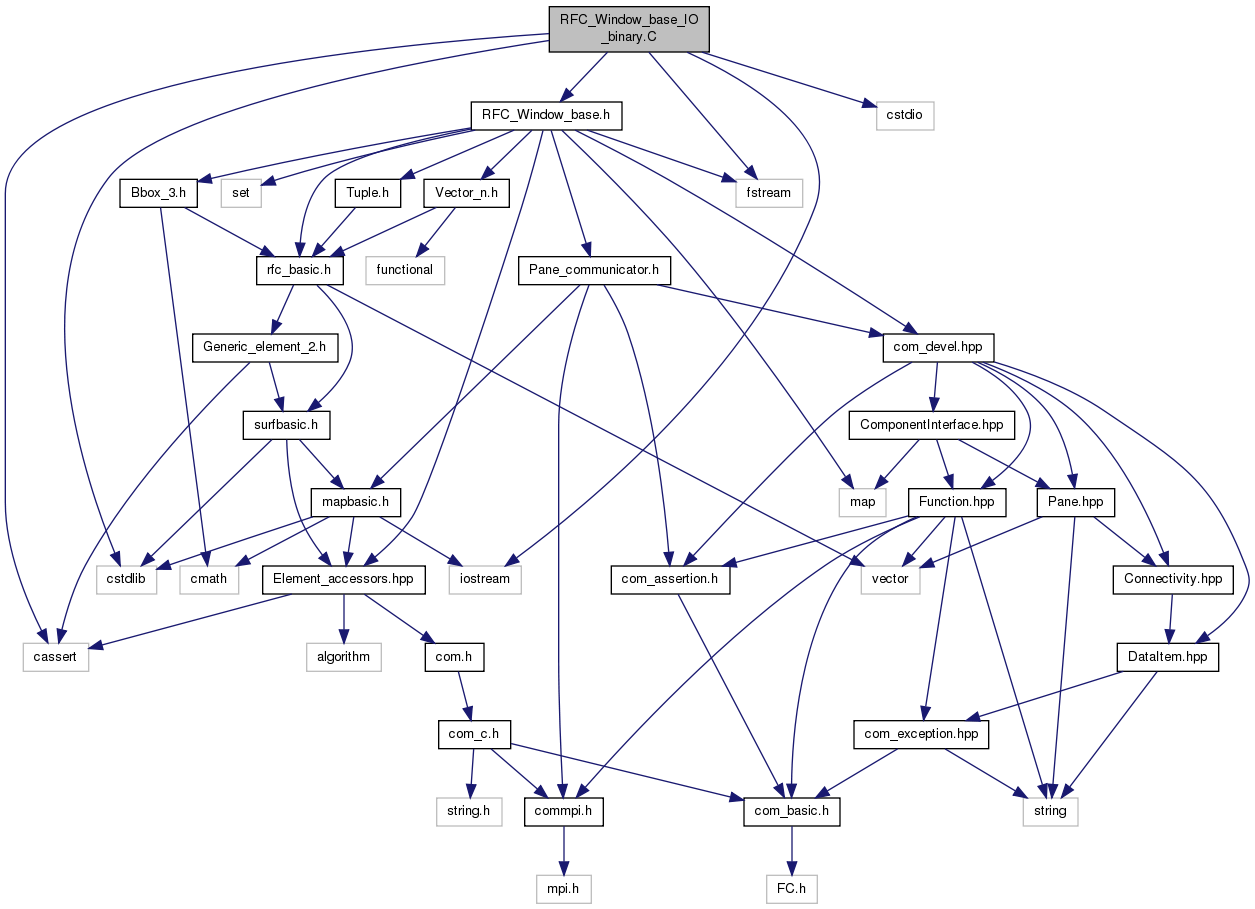 RFC_Window_base_IO
_binary.C
RFC_Window_base.h
cstdio
Bbox_3.h
set
Tuple.h
Vector_n.h
fstream
rfc_basic.h
functional
Pane_communicator.h
Generic_element_2.h
com_devel.hpp
surfbasic.h
ComponentInterface.hpp
mapbasic.h
map
Function.hpp
Pane.hpp
cstdlib
cmath
Element_accessors.hpp
iostream
com_assertion.h
vector
Connectivity.hpp
cassert
algorithm
com.h
DataItem.hpp
com_c.h
com_exception.hpp
string.h
commpi.h
com_basic.h
string
mpi.h
FC.h